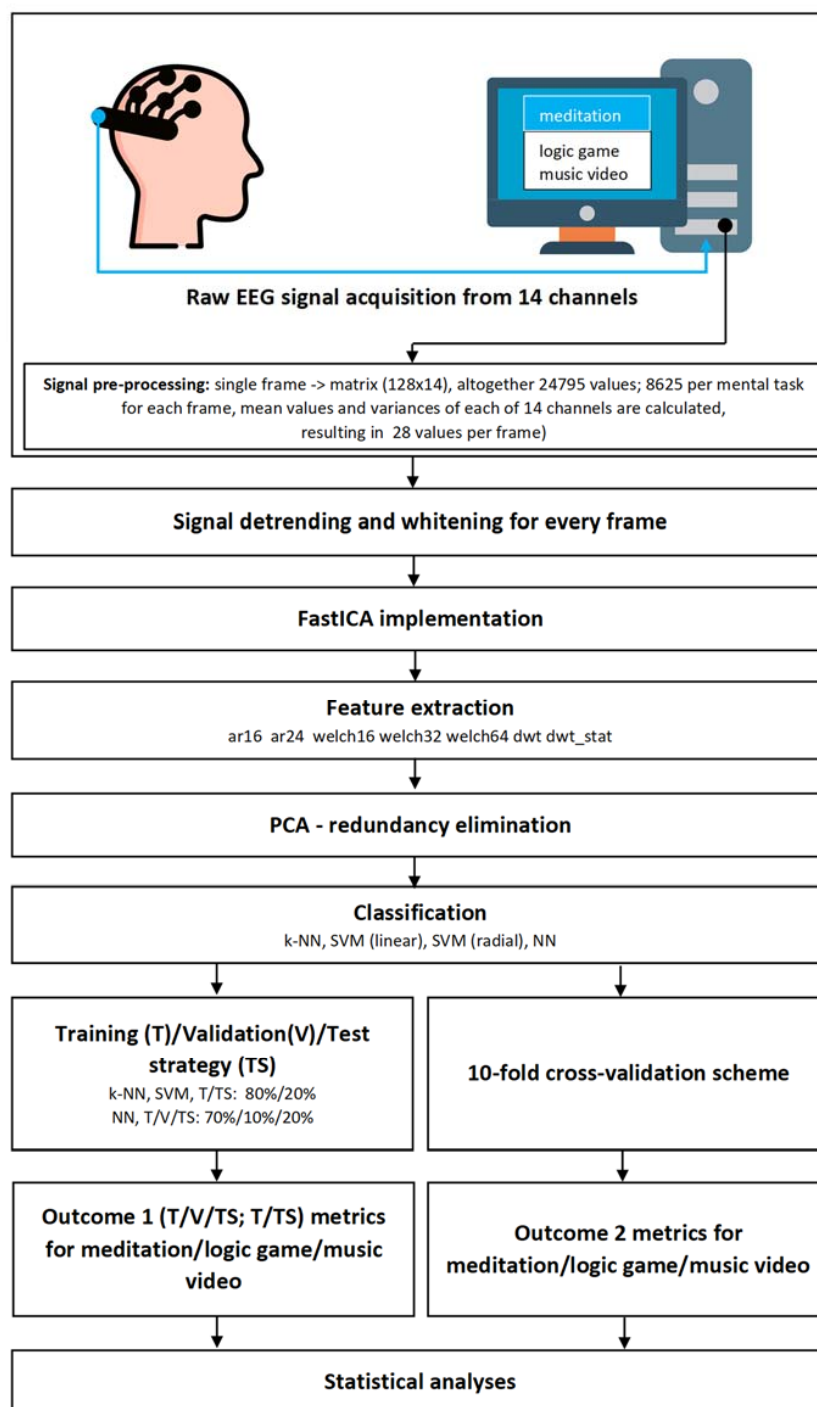 meditation
logic game
music video
Raw EEG signal acquisition from 14 channels
Signal pre-processing: single frame -> matrix (128x14), altogether 24795 values; 8625 per mental task
for each frame, mean values and variances of each of 14 channels are calculated,
resulting in 28 values per frame)
Signal detrending and whitening for every frame
FastICA implementation
Feature extraction
ar16 ar24 welch16 welch32 welch64 dwt dwt_stat
PCA - redundancy elimination
Classification
k-NN, SVM (linear), SVM (radial), NN
Training (T)/Validation(V)/Test
strategy (TS)
k-NN, SVM, T/TS: 80%/20%
NN, T/V/TS: 70%/10%/20%
10-fold cross-validation scheme
Outcome 1 (T/V/TS; T/TS) metrics
for meditation/logic game/music
video
Outcome 2 metrics for
meditation/logic game/music video
Statistical analyses